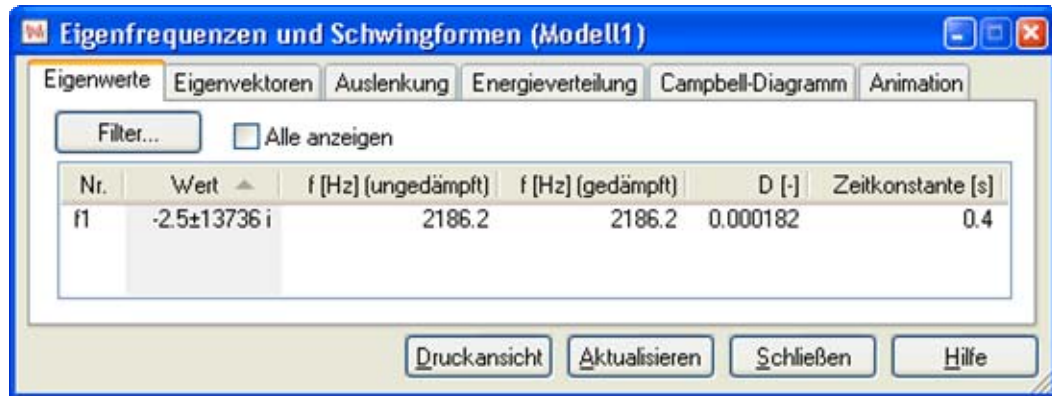 Eigenfrequenzen und Schwingformen (Modell1)
Eigenwerte Eigenvektoren Auslenkung Energieverteilung Campbell-Diagramm Animation
Filter... Alle anzeigen
Nr. Wert f [Hz] (ungedämpft) f [Hz] (gedämpft) D [-] Zeitkonstante [s]
f1 -2.5±13736 i 2186.2 2186.2 0.000182 0.4
Druckansicht Aktualisieren Schließen Hilfe